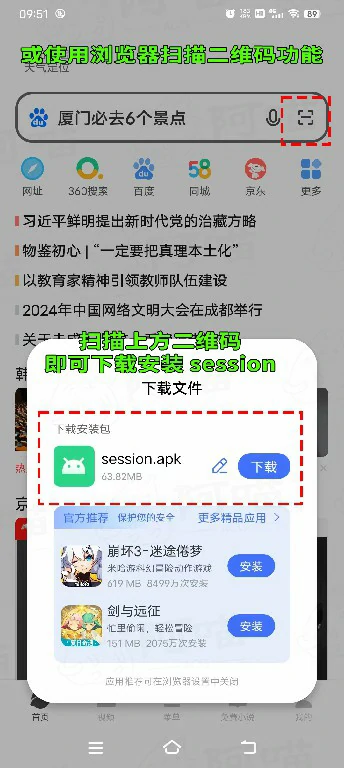 09:51
89
或使用浏览器扫描二维码功能
天气定位
厦门必去6个景点
网址 360搜索 百度 同城 京东 更多
习近平鲜明提出新时代党的治藏方略
物鉴初心 | “一定要把真理本土化”
以教育家精神引领教师队伍建设
2024年中国网络文明大会在成都举行
扫描上方二维码
即可下载安装 session
下载文件
下载安装包
session.apk
63.82MB
下载
官方推荐 保护您的安全 更多精品应用
崩坏3-迷途倦梦
米哈游科幻冒险动作游戏
619 MB 8499万次安装
安装
剑与远征
忙里偷闲，轻松冒险
151 MB 2075万次安装
安装
应用推荐可在浏览器设置中关闭
首页 视频 菜单 免费小说 我的